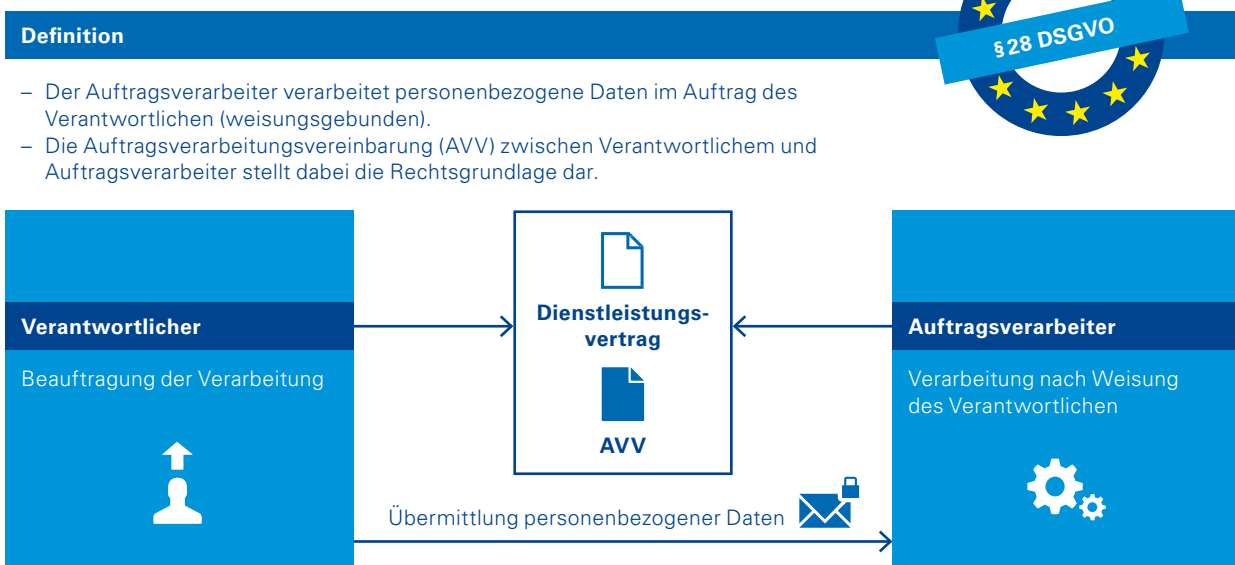 Definition
§ 28 DSGVO
– Der Auftragsverarbeiter verarbeitet personenbezogene Daten im Auftrag des
Verantwortlichen (weisungsgebunden).
– Die Auftragsverarbeitungsvereinbarung (AVV) zwischen Verantwortlichem und
Auftragsverarbeiter stellt dabei die Rechtsgrundlage dar.
Verantwortlicher
Beauftragung der Verarbeitung
Dienstleistungs-
vertrag
AVV
Auftragsverarbeiter
Verarbeitung nach Weisung
des Verantwortlichen
Übermittlung personenbezogener Daten